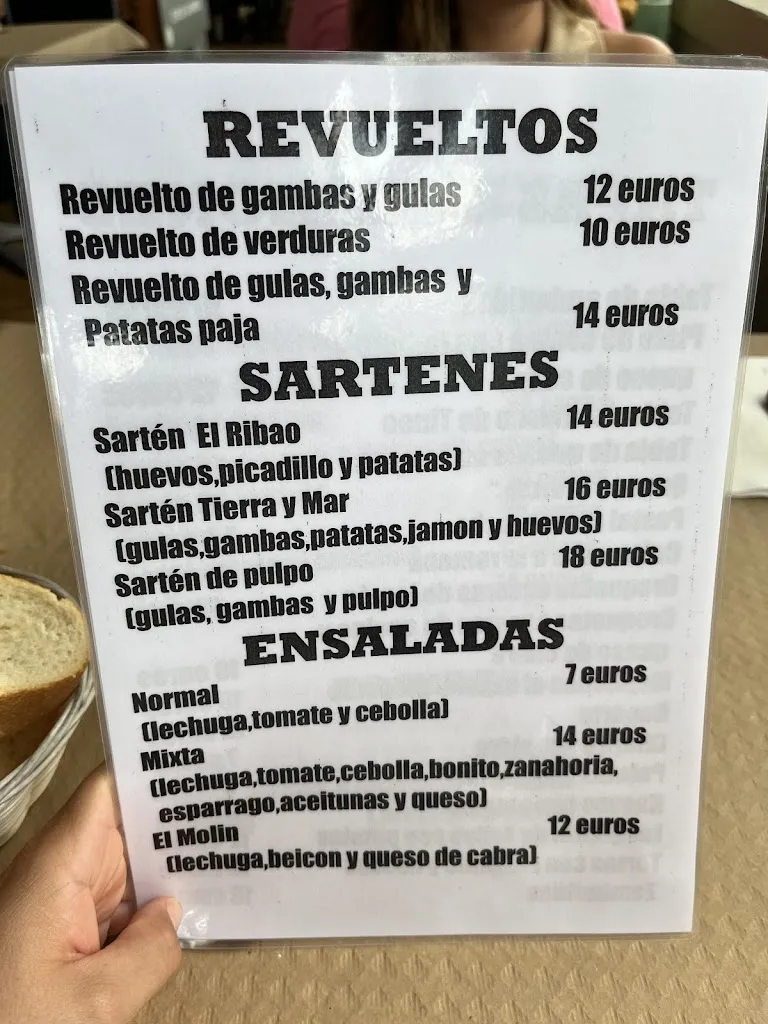 REVUELTOS
Revuelto de gambas y gulas 12 euros
Revuelto de verduras 10 euros
Revuelto de gulas, gambas y
Patatas paja 14 euros
SARTENES
Sartén El Ribao 14 euros
(huevos,picadillo y patatas)
Sartén Tierra y Mar 16 euros
(gulas,gambas,patatas,jamon y huevos)
Sartén de pulpo 18 euros
(gulas, gambas y pulpo)
ENSALADAS
Normal 7 euros
(lechuga,tomate y cebolla)
Mixta 14 euros
(lechuga,tomate,cebolla,bonito,zanahoria,
esparrago,aceitunas y queso)
El Molin 12 euros
(lechuga,beicon y queso de cabra)